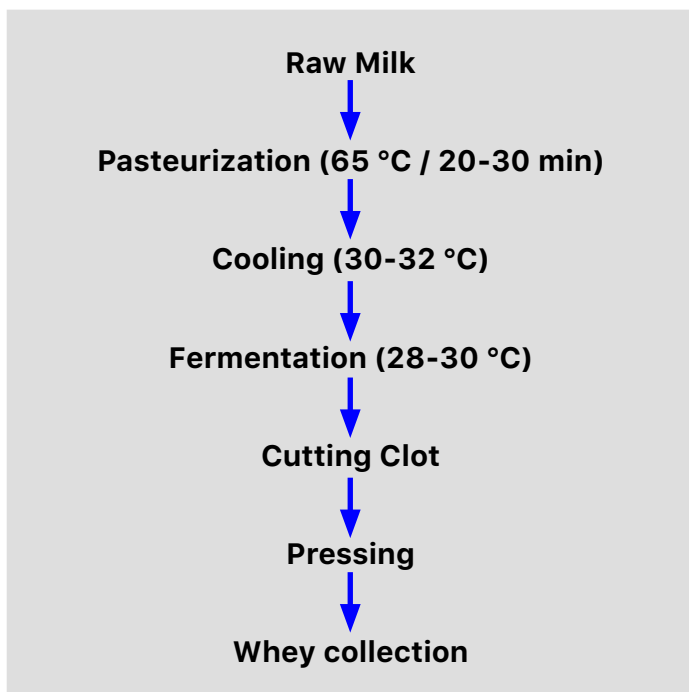 Raw Milk
Pasteurization (65 °C / 20-30 min)
Cooling (30-32 °C)
Fermentation (28-30 °C)
Cutting Clot
Pressing
Whey collection